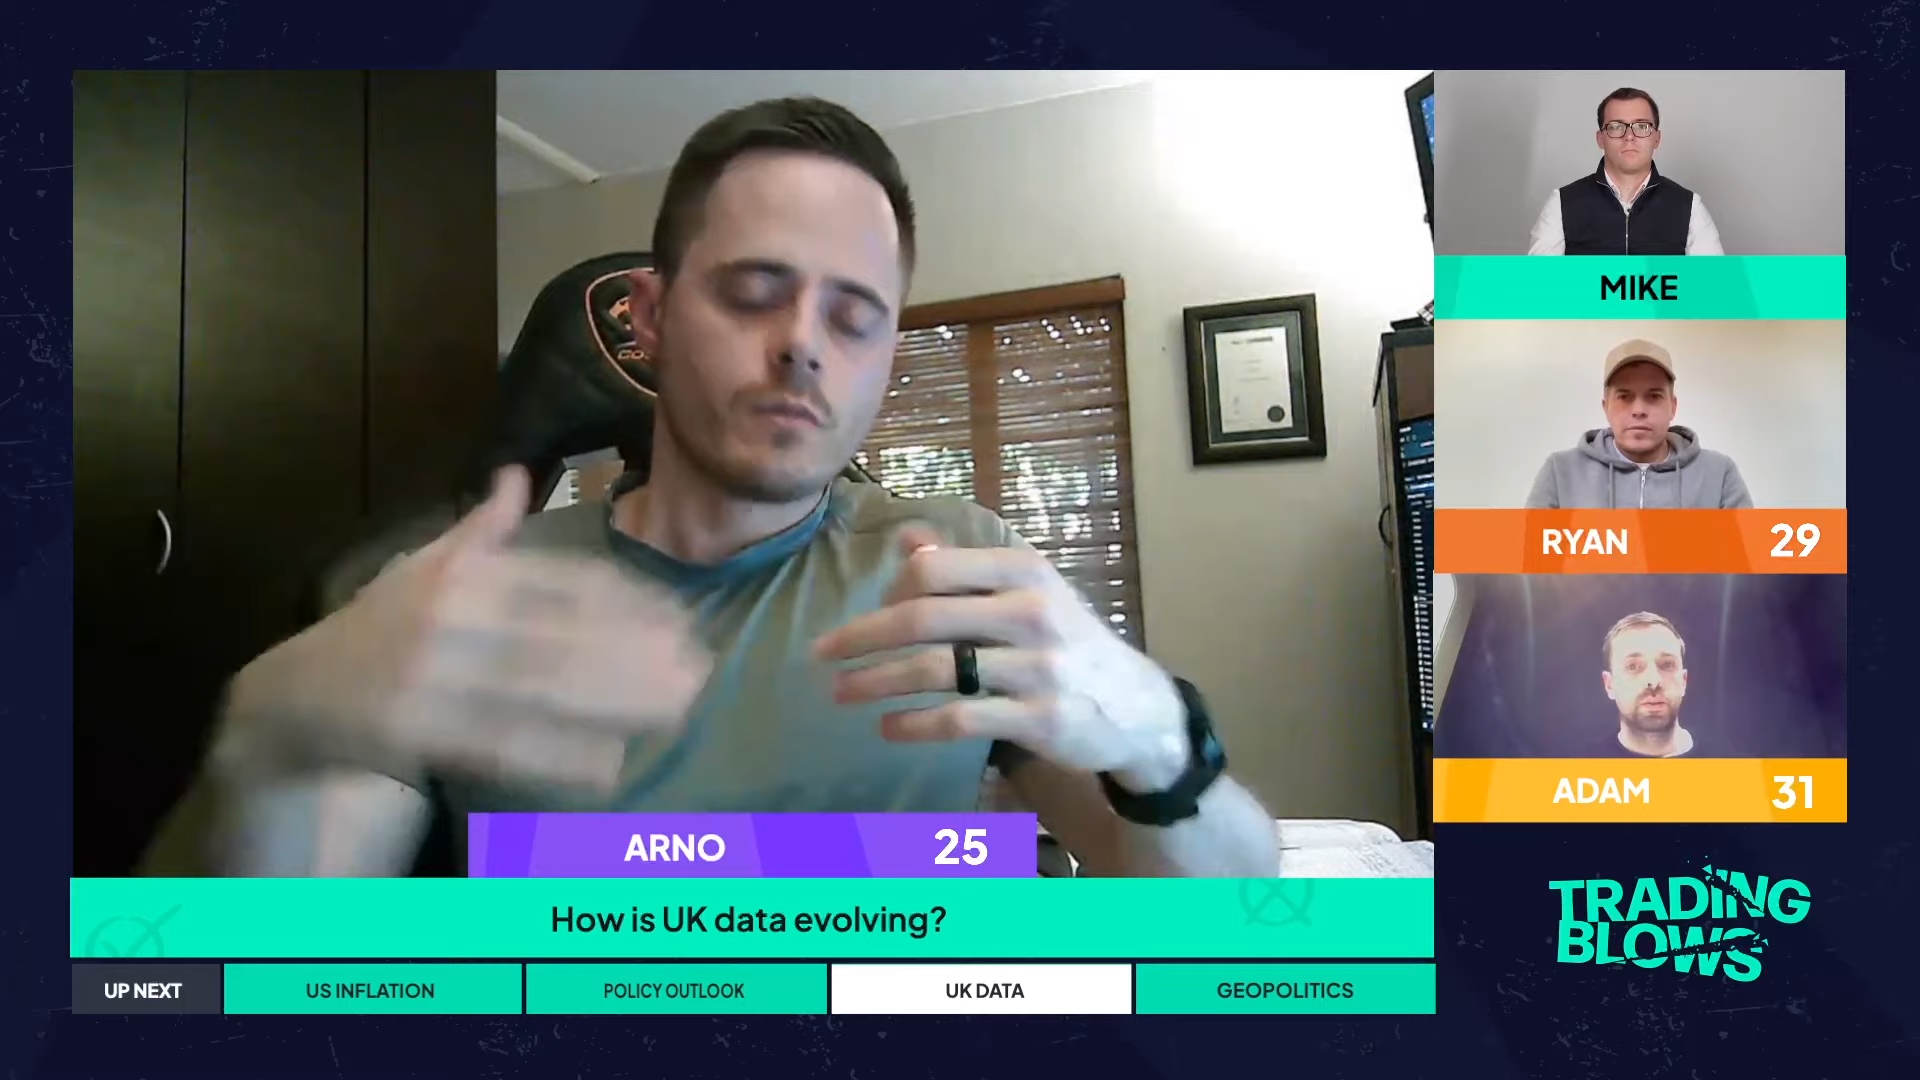 MIKE
RYAN 29
ADAM 31
ARNO 25
How is UK data evolving?
UP NEXT US INFLATION POLICY OUTLOOK UK DATA GEOPOLITICS
TRADING
BLOWS